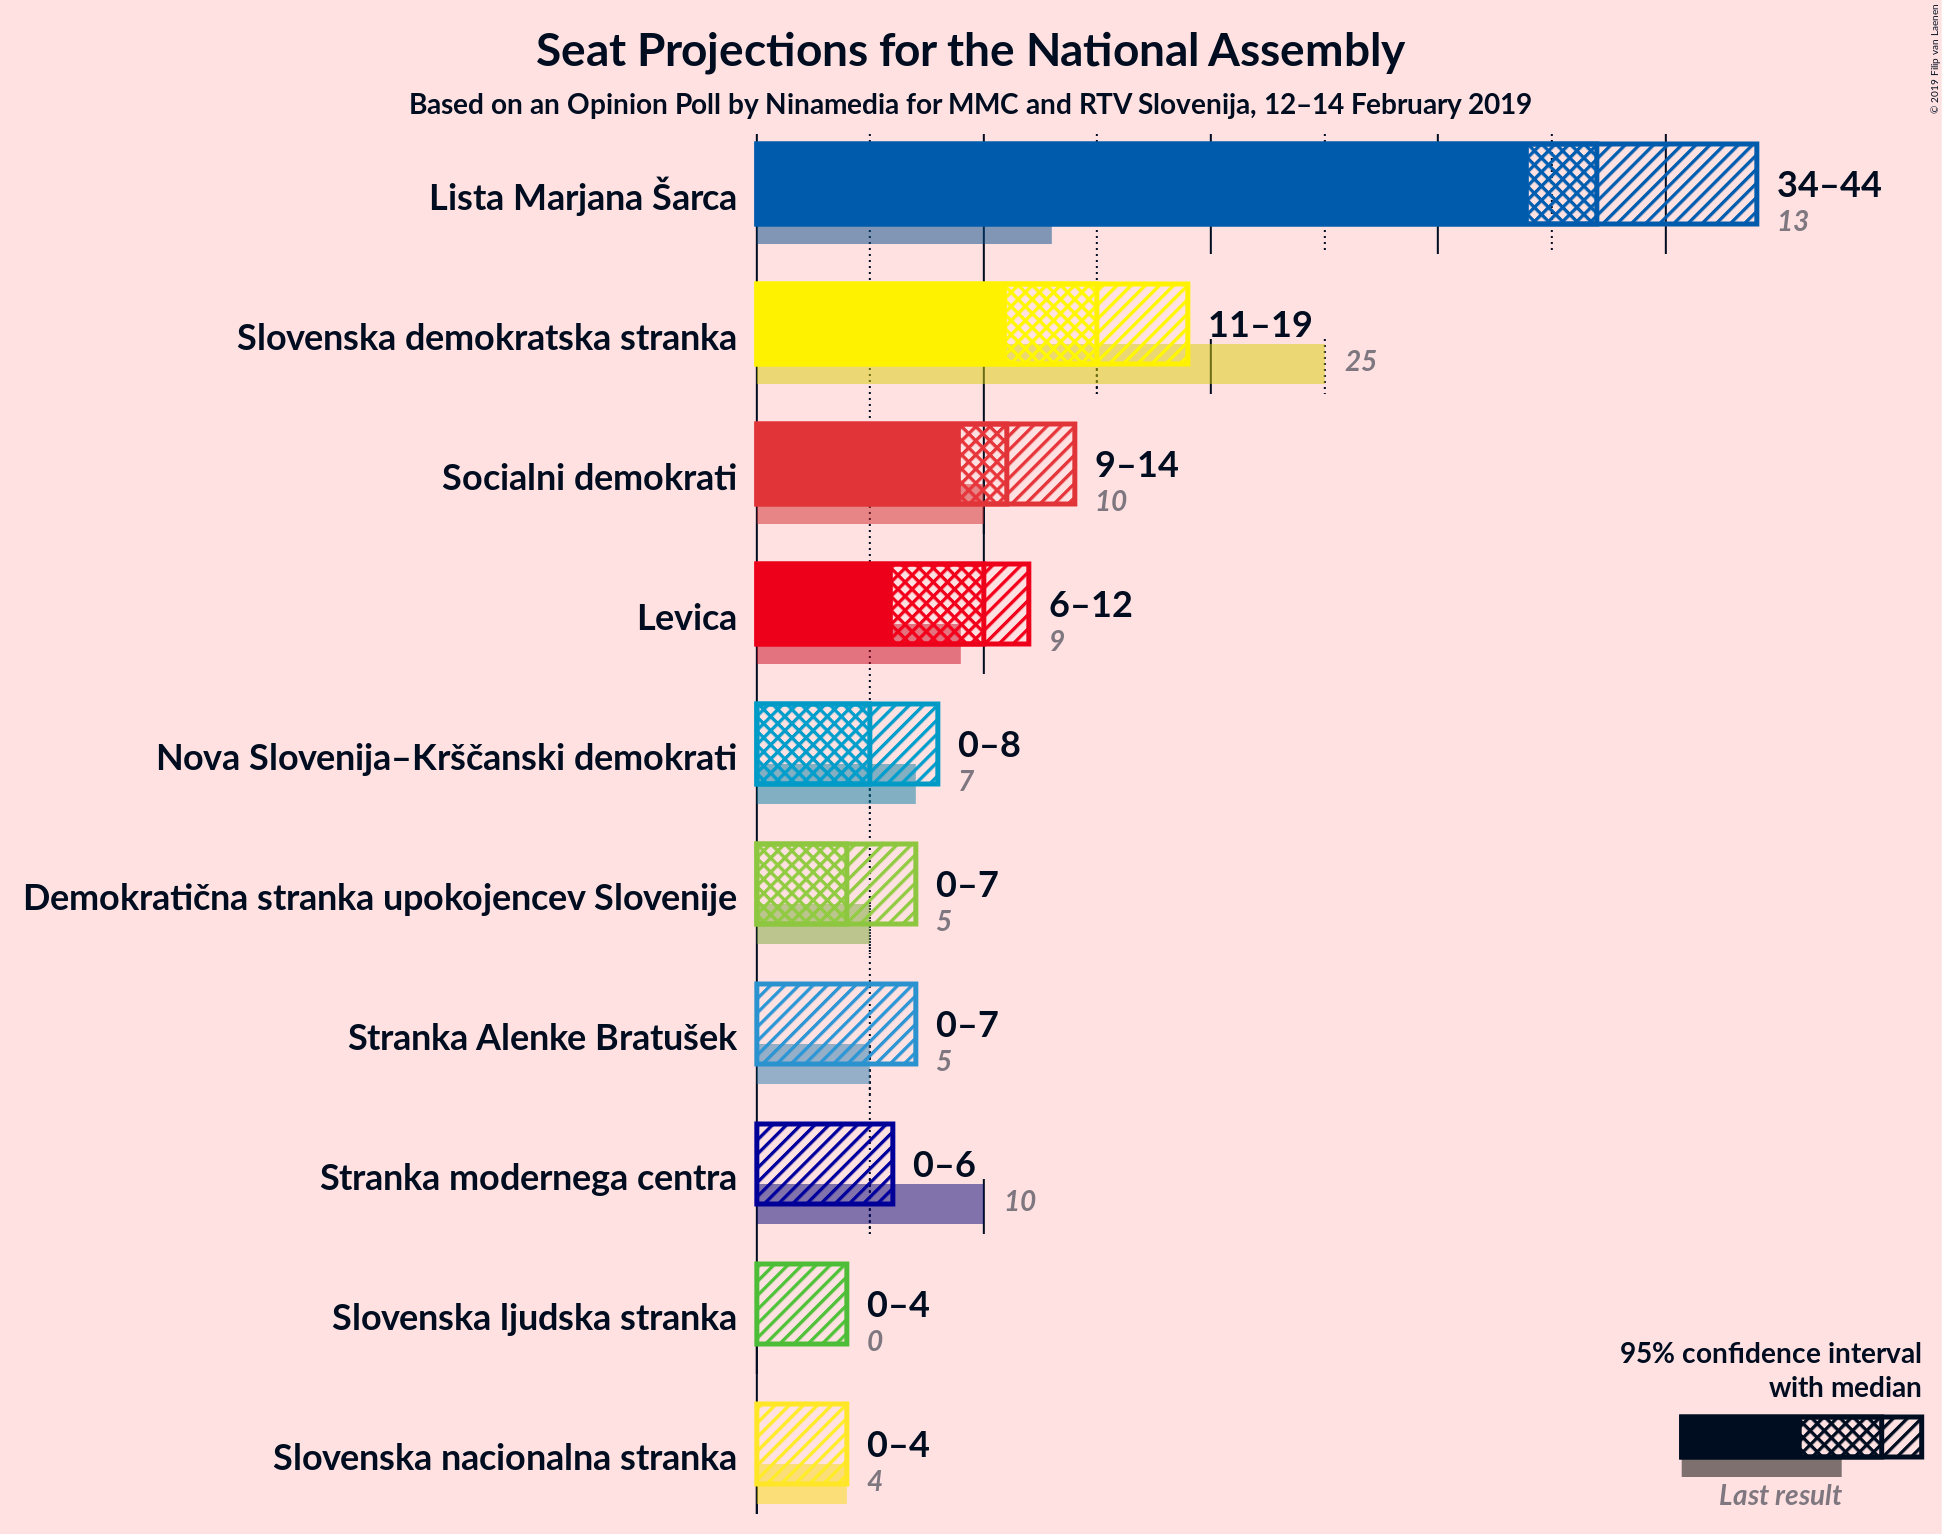 Seat Projections for the National Assembly
Based on an Opinion Poll by Ninamedia for MMC and RTV Slovenija, 12–14 February 2019
© 2019 Filip van Laenen
Lista Marjana Šarca
34–44
13
Slovenska demokratska stranka
11–19
25
Socialni demokrati
9–14
10
Levica
6–12
9
Nova Slovenija–Krščanski demokrati
0–8
7
Demokratična stranka upokojencev Slovenije
0–7
5
Stranka Alenke Bratušek
0–7
5
Stranka modernega centra
0–6
10
Slovenska ljudska stranka
0–4
0
Slovenska nacionalna stranka
0–4
4
95% confidence interval
with median
Last result